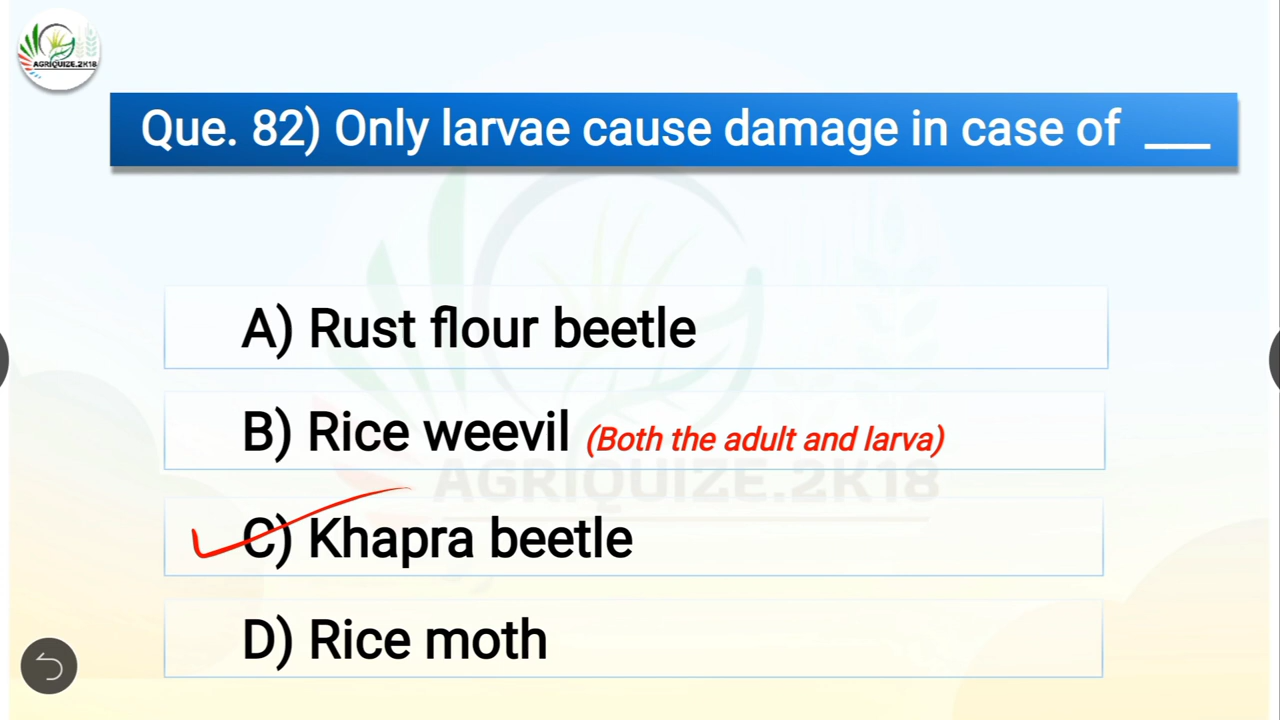 AGRIQUIZE.2K18
Que. 82) Only larvae cause damage in case of ___
A) Rust flour beetle
B) Rice weevil (Both the adult and larva)
AGRIQUIZE.2K18
C) Khapra beetle
D) Rice moth